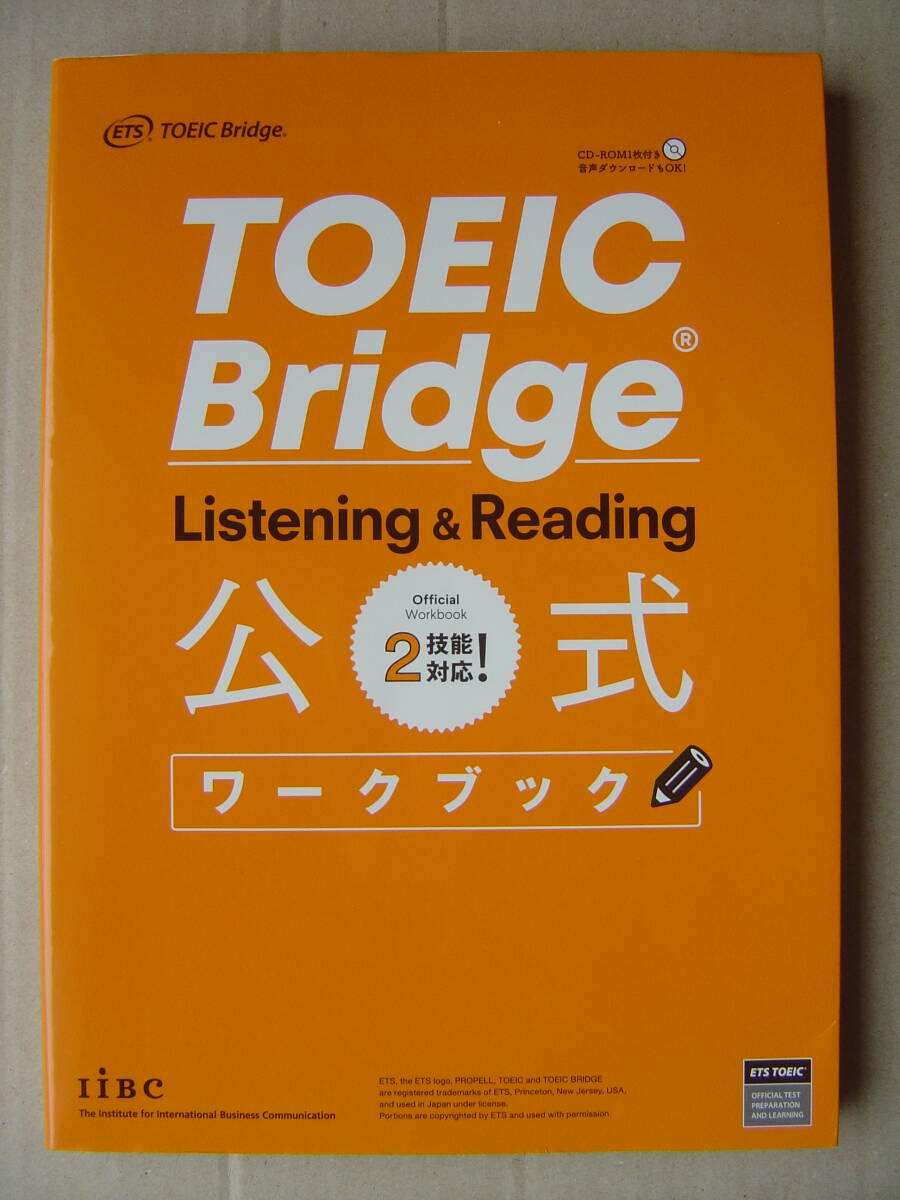 ETS® TOEIC Bridge®
CD-ROM1枚付き
音声ダウンロードもOK!
TOEIC
Bridge®
Listening & Reading
公式
Official
Workbook
2技能
対応!
ワークブック
IIBC
The Institute for International Business Communication
ETS, the ETS logo, PROPELL, TOEIC and TOEIC BRIDGE
are registered trademarks of ETS, Princeton, New Jersey, USA,
and used in Japan under license.
Portions are copyrighted by ETS and used with permission.
ETS TOEIC®
OFFICIAL TEST
PREPARATION
AND LEARNING